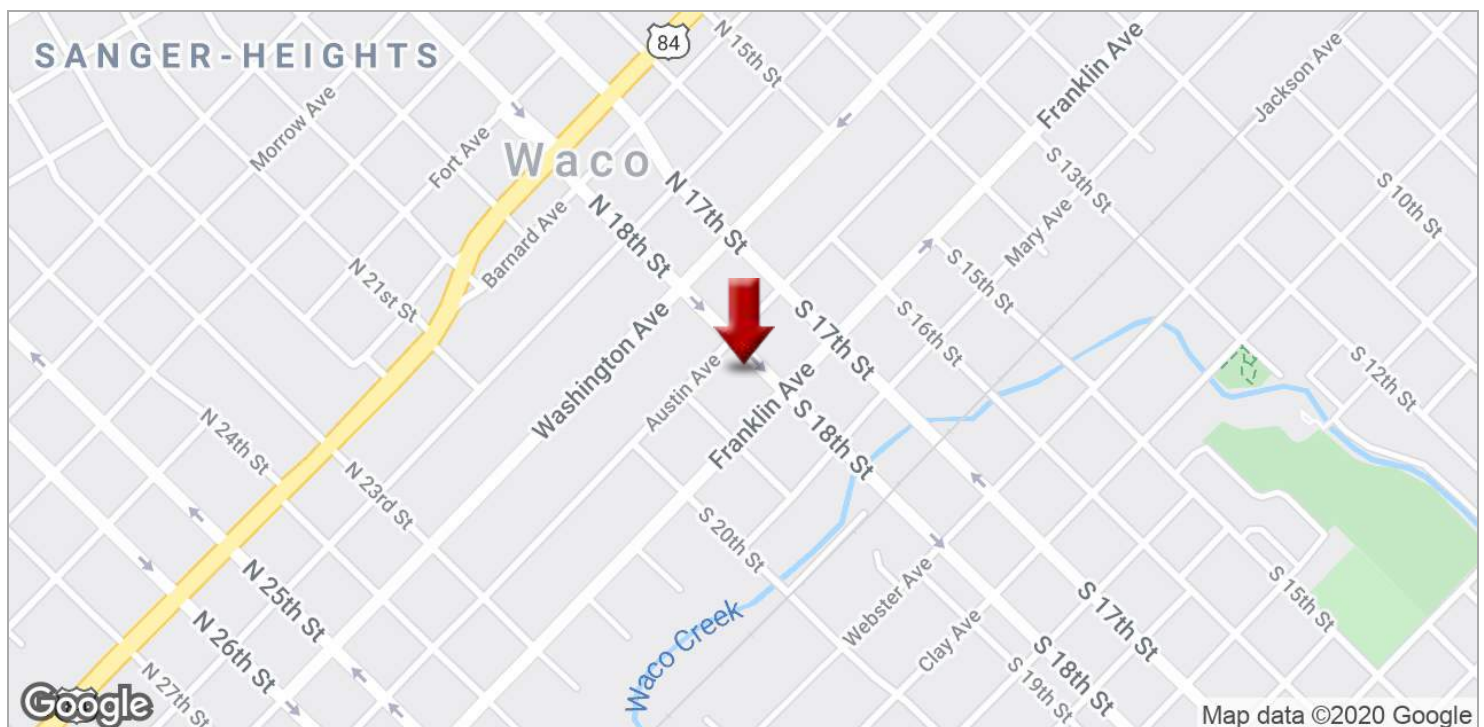 SANGER-HEIGHTS
84
N 15th St
Franklin Ave
Jackson Ave
Morrow Ave
Fort Ave
Waco
N 17th St
S 13th St
S 10th St
Barnard Ave
N 18th St
Mary Ave
S 15th St
N 21st St
Washington Ave
Austin Ave
S 17th St
S 16th St
S 12th St
Franklin Ave
S 18th St
N 24th St
N 23rd St
S 20th St
N 25th St
Webster Ave
Clay Ave
S 17th St
S 15th St
N 26th St
Waco Creek
S 19th St
S 18th St
N 27th St
Google
Map data ©2020 Google